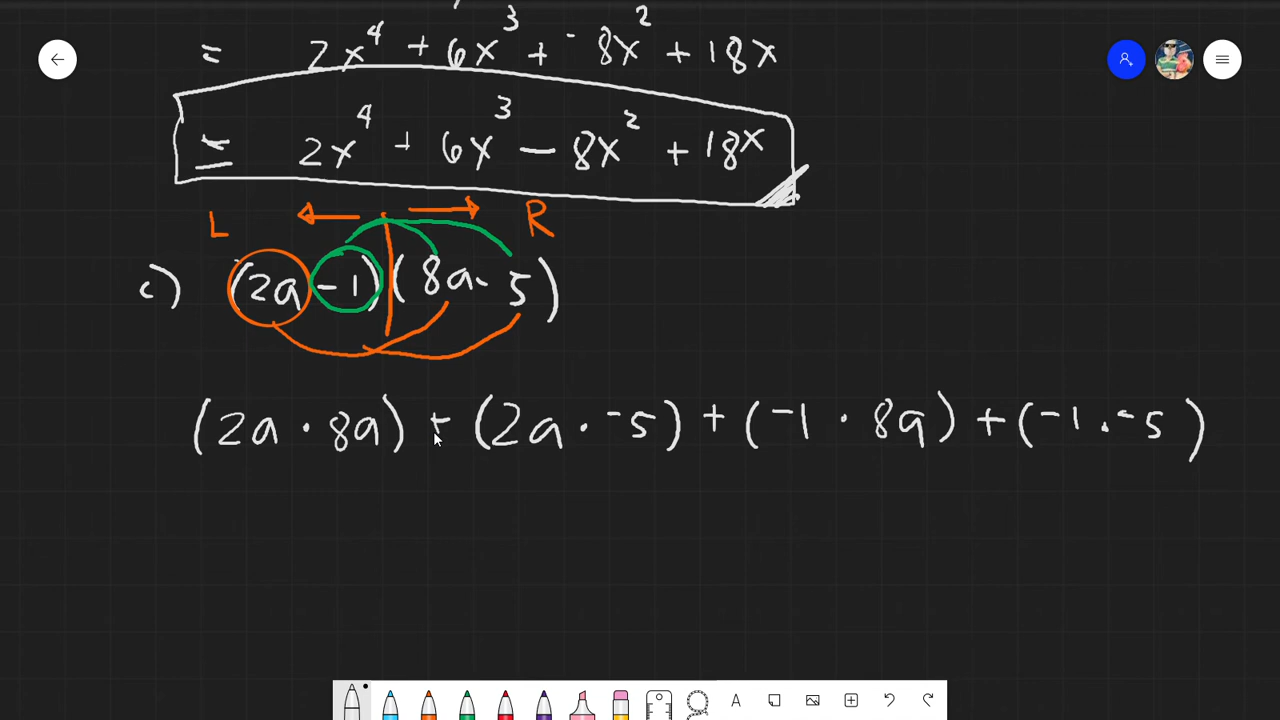 = 2x⁴ + 6x³ + -8x² + 18x
= 2x⁴ + 6x³ - 8x² + 18x
L R
c) (2a - 1) (8a - 5)
(2a · 8a) + (2a · -5) + (-1 · 8a) + (-1 · -5)
A